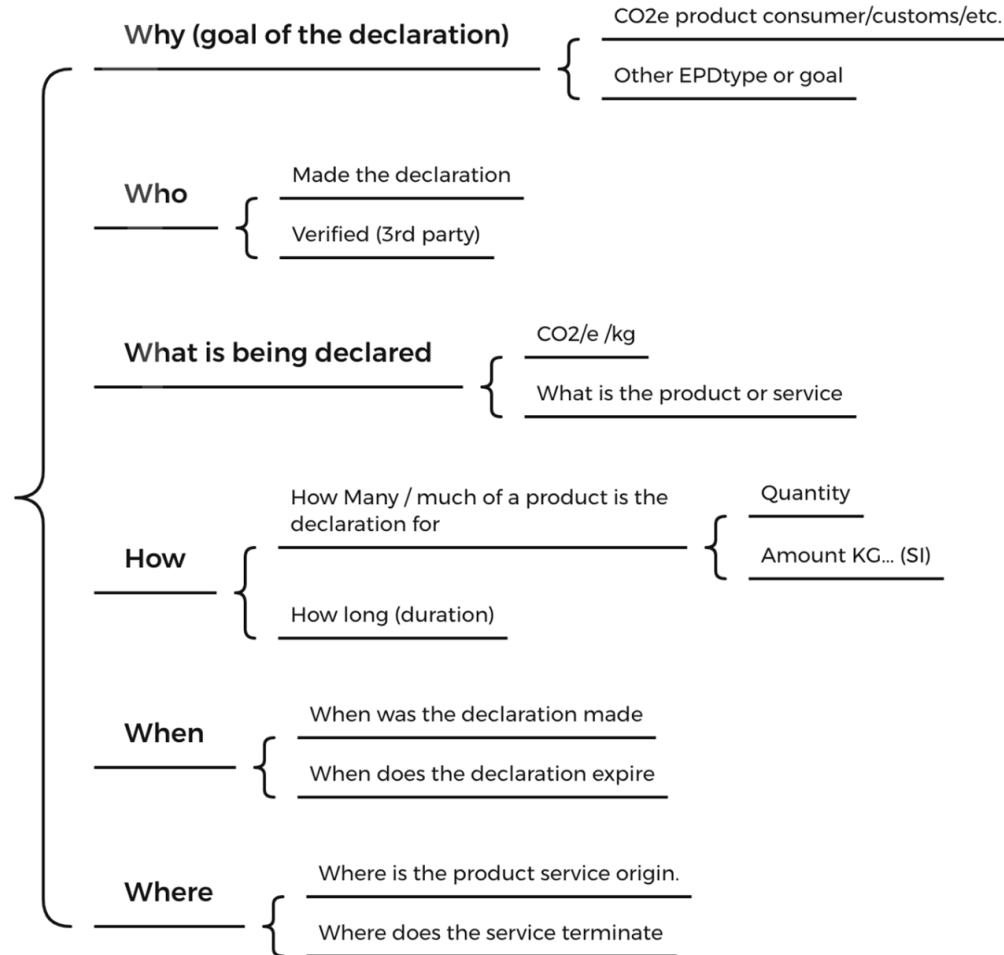 CO2e product consumer/customs/etc.
Why (goal of the declaration)
Other EPDtype or goal
Made the declaration
Who
Verified (3rd party)
CO2/e /kg
What is being declared
What is the product or service
How Many / much of a product is the
declaration for
Quantity
Amount KG... (SI)
How
How long (duration)
When was the declaration made
When
When does the declaration expire
Where is the product service origin.
Where
Where does the service terminate